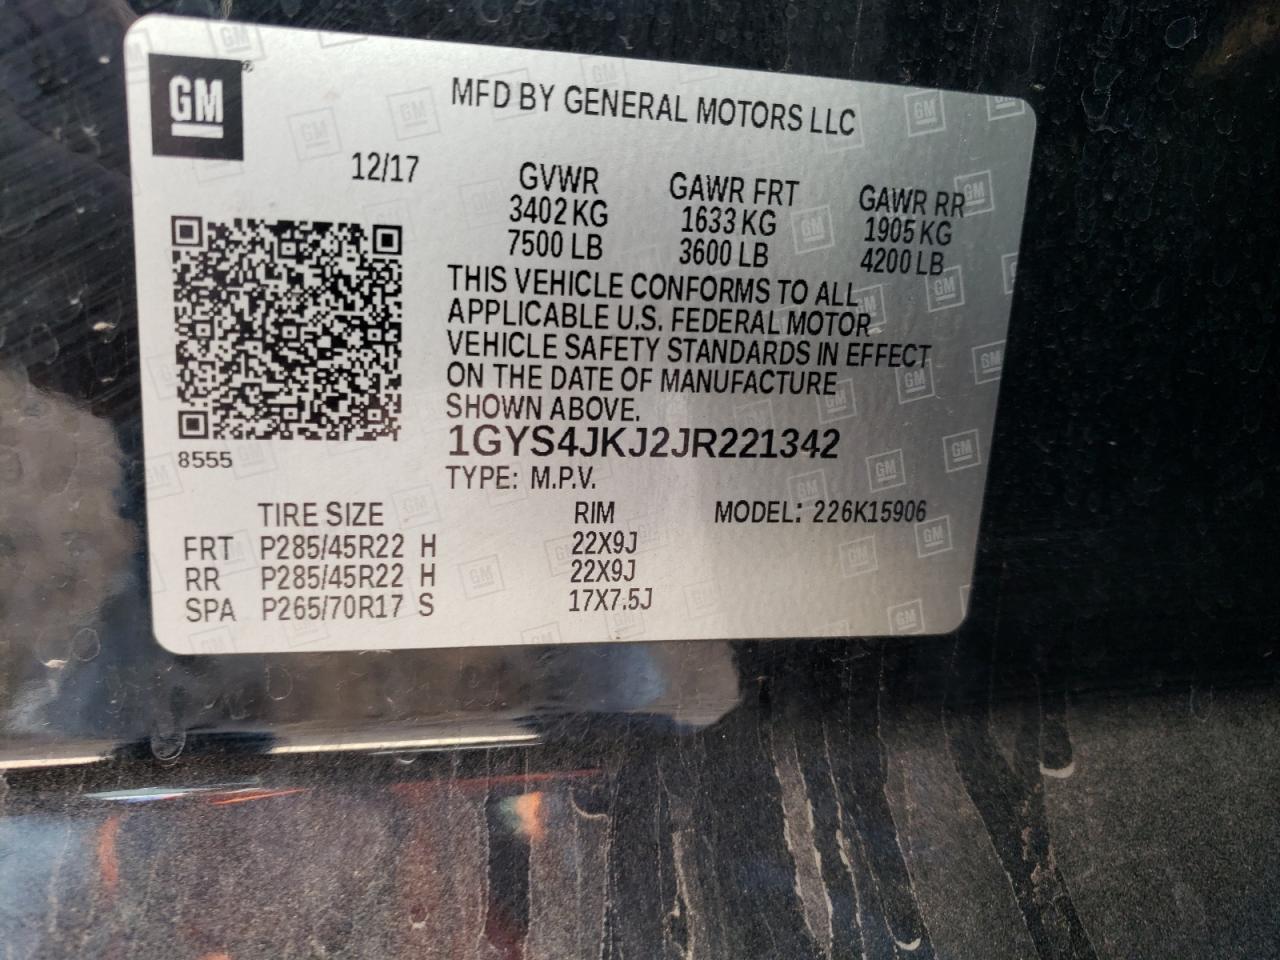 GM
MFD BY GENERAL MOTORS LLC
12/17
GVWR GAWR FRT GAWR RR
3402 KG 1633 KG 1905 KG
7500 LB 3600 LB 4200 LB
THIS VEHICLE CONFORMS TO ALL
APPLICABLE U.S. FEDERAL MOTOR
VEHICLE SAFETY STANDARDS IN EFFECT
ON THE DATE OF MANUFACTURE
SHOWN ABOVE.
8555
1GYS4JKJ2JR221342
TYPE: M.P.V.
TIRE SIZE RIM MODEL: 226K15906
FRT P285/45R22 H 22X9J
RR P285/45R22 H 22X9J
SPA P265/70R17 S 17X7.5J